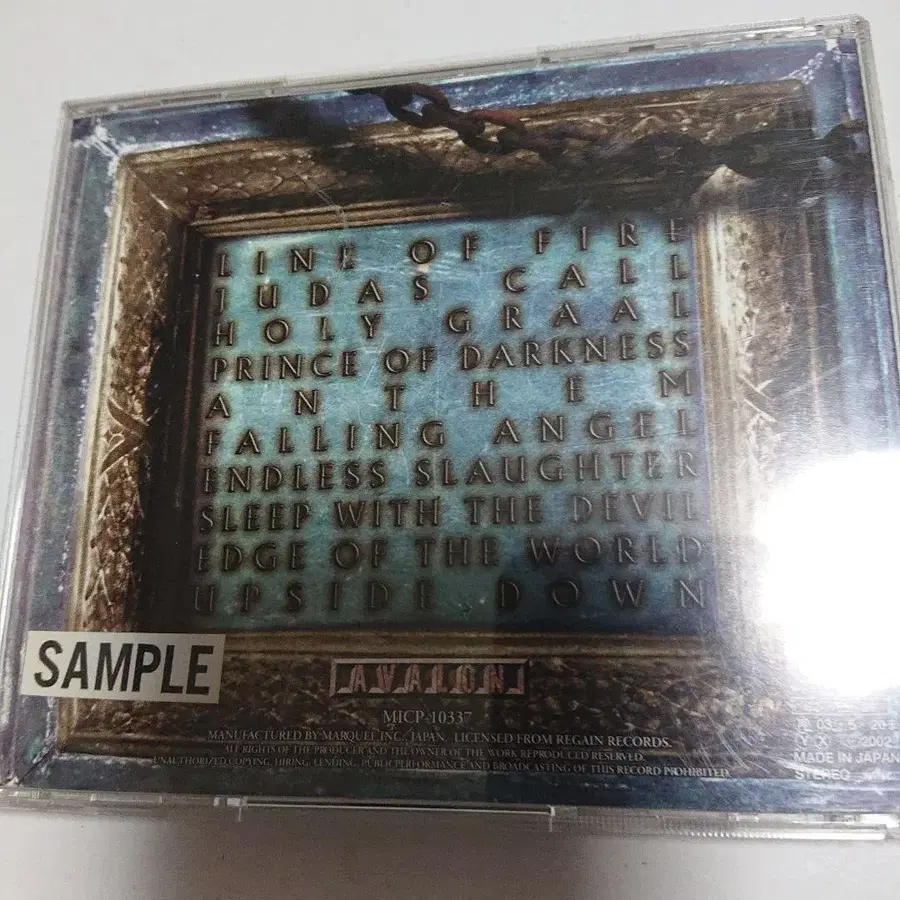 LINE OF FIRE
JUDAS CALL
HOLY GRAAL
PRINCE OF DARKNESS
ANTHEM
FALLING ANGEL
ENDLESS SLAUGHTER
SLEEP WITH THE DEVIL
EDGE OF THE WORLD
UPSIDE DOWN
SAMPLE
AVALON
MICP-10337
MANUFACTURED BY MARQUEE INC., JAPAN. LICENSED FROM REGAIN RECORDS.
ALL RIGHTS OF THE PRODUCER AND THE OWNER OF THE WORK REPRODUCED RESERVED.
UNAUTHORIZED COPYING, HIRING, LENDING, PUBLIC PERFORMANCE AND BROADCASTING OF THIS RECORD PROHIBITED.
2002
MADE IN JAPAN
STEREO